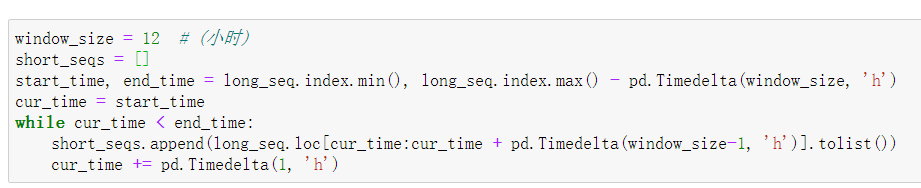 window_size = 12  # (小时)
short_seqs = []
start_time, end_time = long_seq.index.min(), long_seq.index.max() - pd.Timedelta(window_size, 'h')
cur_time = start_time
while cur_time < end_time:
    short_seqs.append(long_seq.loc[cur_time:cur_time + pd.Timedelta(window_size-1, 'h')].tolist())
    cur_time += pd.Timedelta(1, 'h')